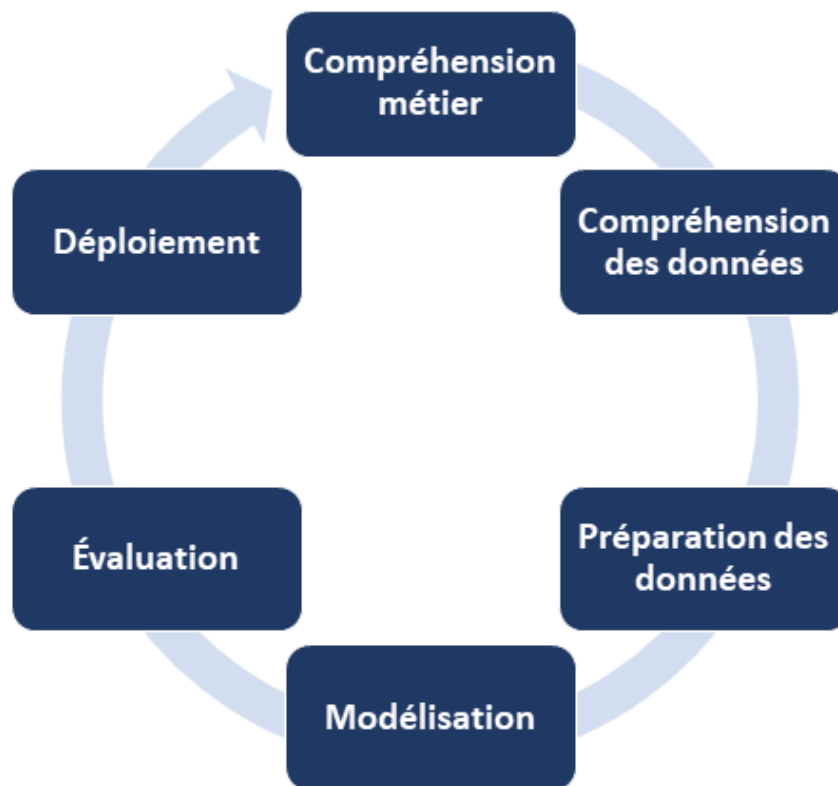 Compréhension
métier
Compréhension
des données
Préparation des
données
Modélisation
Évaluation
Déploiement